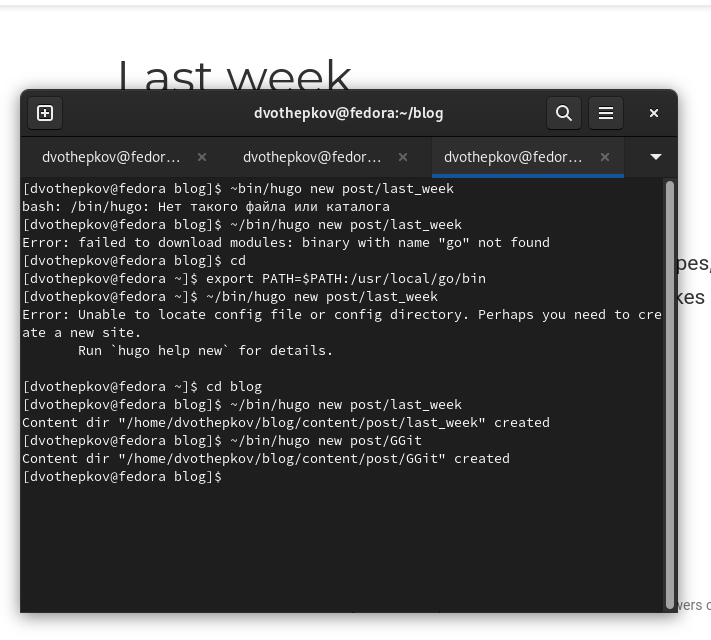 Last week
dvothepkov@fedora:~/blog
dvothepkov@fedor... dvothepkov@fedor... dvothepkov@fedor...
[dvothepkov@fedora blog]$ ~bin/hugo new post/last_week
bash: /bin/hugo: Нет такого файла или каталога
[dvothepkov@fedora blog]$ ~/bin/hugo new post/last_week
Error: failed to download modules: binary with name "go" not found
[dvothepkov@fedora blog]$ cd
[dvothepkov@fedora ~]$ export PATH=$PATH:/usr/local/go/bin
[dvothepkov@fedora ~]$ ~/bin/hugo new post/last_week
Error: Unable to locate config file or config directory. Perhaps you need to cre
ate a new site.
Run `hugo help new` for details.
[dvothepkov@fedora ~]$ cd blog
[dvothepkov@fedora blog]$ ~/bin/hugo new post/last_week
Content dir "/home/dvothepkov/blog/content/post/last_week" created
[dvothepkov@fedora blog]$ ~/bin/hugo new post/GGit
Content dir "/home/dvothepkov/blog/content/post/GGit" created
[dvothepkov@fedora blog]$